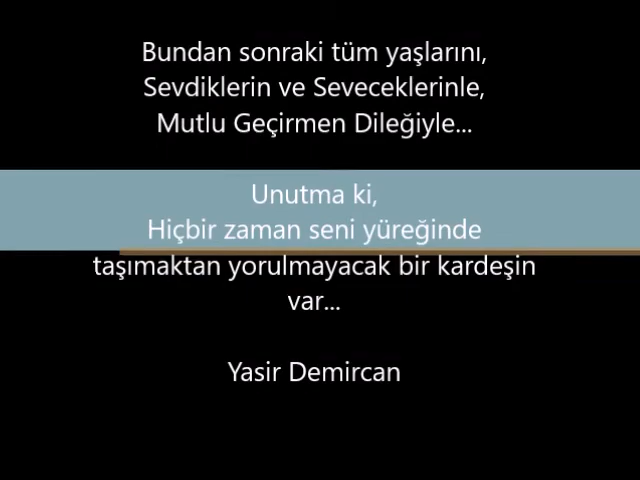 Bundan sonraki tüm yaşlarını,
Sevdiklerin ve Seveceklerinle,
Mutlu Geçirmen Dileğiyle...
Unutma ki,
Hiçbir zaman seni yüreğinde
taşımaktan yorulmayacak bir kardeşin
var...
Yasir Demircan